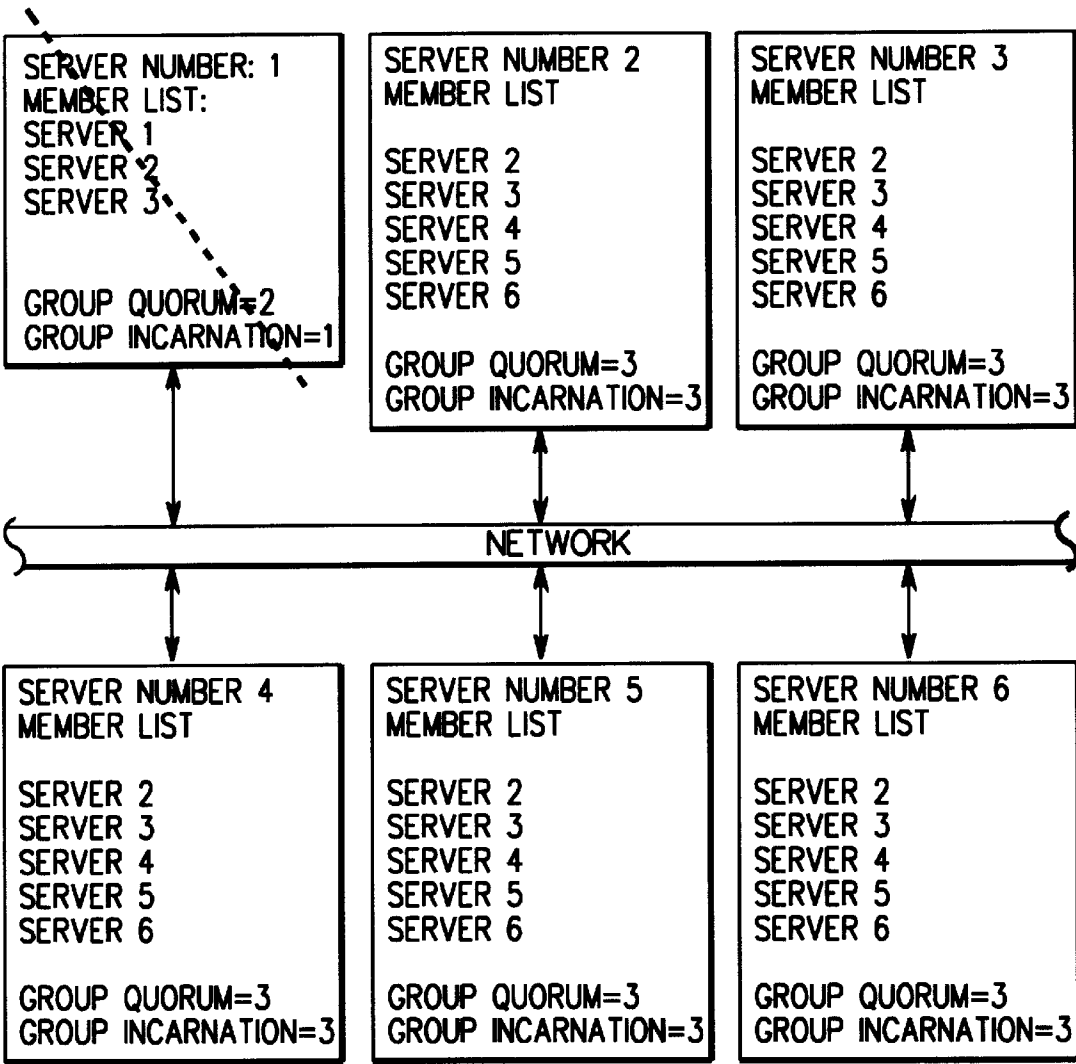 SERVER NUMBER: 1
MEMBER LIST:
SERVER 1
SERVER 2
SERVER 3
GROUP QUORUM=2
GROUP INCARNATION=1
SERVER NUMBER 2
MEMBER LIST
SERVER 2
SERVER 3
SERVER 4
SERVER 5
SERVER 6
GROUP QUORUM=3
GROUP INCARNATION=3
SERVER NUMBER 3
MEMBER LIST
SERVER 2
SERVER 3
SERVER 4
SERVER 5
SERVER 6
GROUP QUORUM=3
GROUP INCARNATION=3
NETWORK
SERVER NUMBER 4
MEMBER LIST
SERVER 2
SERVER 3
SERVER 4
SERVER 5
SERVER 6
GROUP QUORUM=3
GROUP INCARNATION=3
SERVER NUMBER 5
MEMBER LIST
SERVER 2
SERVER 3
SERVER 4
SERVER 5
SERVER 6
GROUP QUORUM=3
GROUP INCARNATION=3
SERVER NUMBER 6
MEMBER LIST
SERVER 2
SERVER 3
SERVER 4
SERVER 5
SERVER 6
GROUP QUORUM=3
GROUP INCARNATION=3